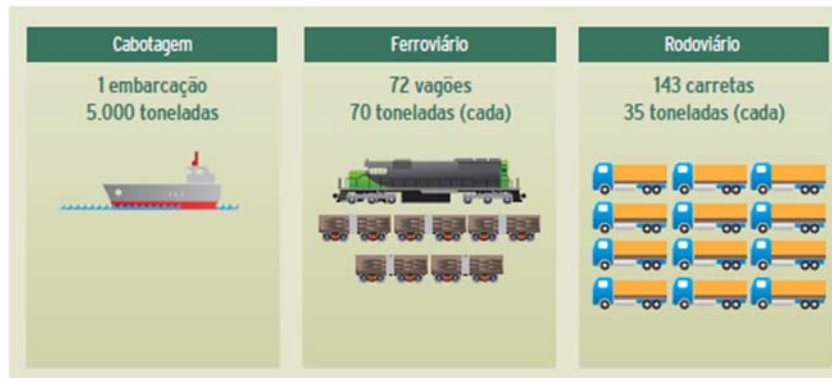 Cabotagem
1 embarcação
5.000 toneladas
Ferroviário
72 vagões
70 toneladas (cada)
Rodoviário
143 carretas
35 toneladas (cada)